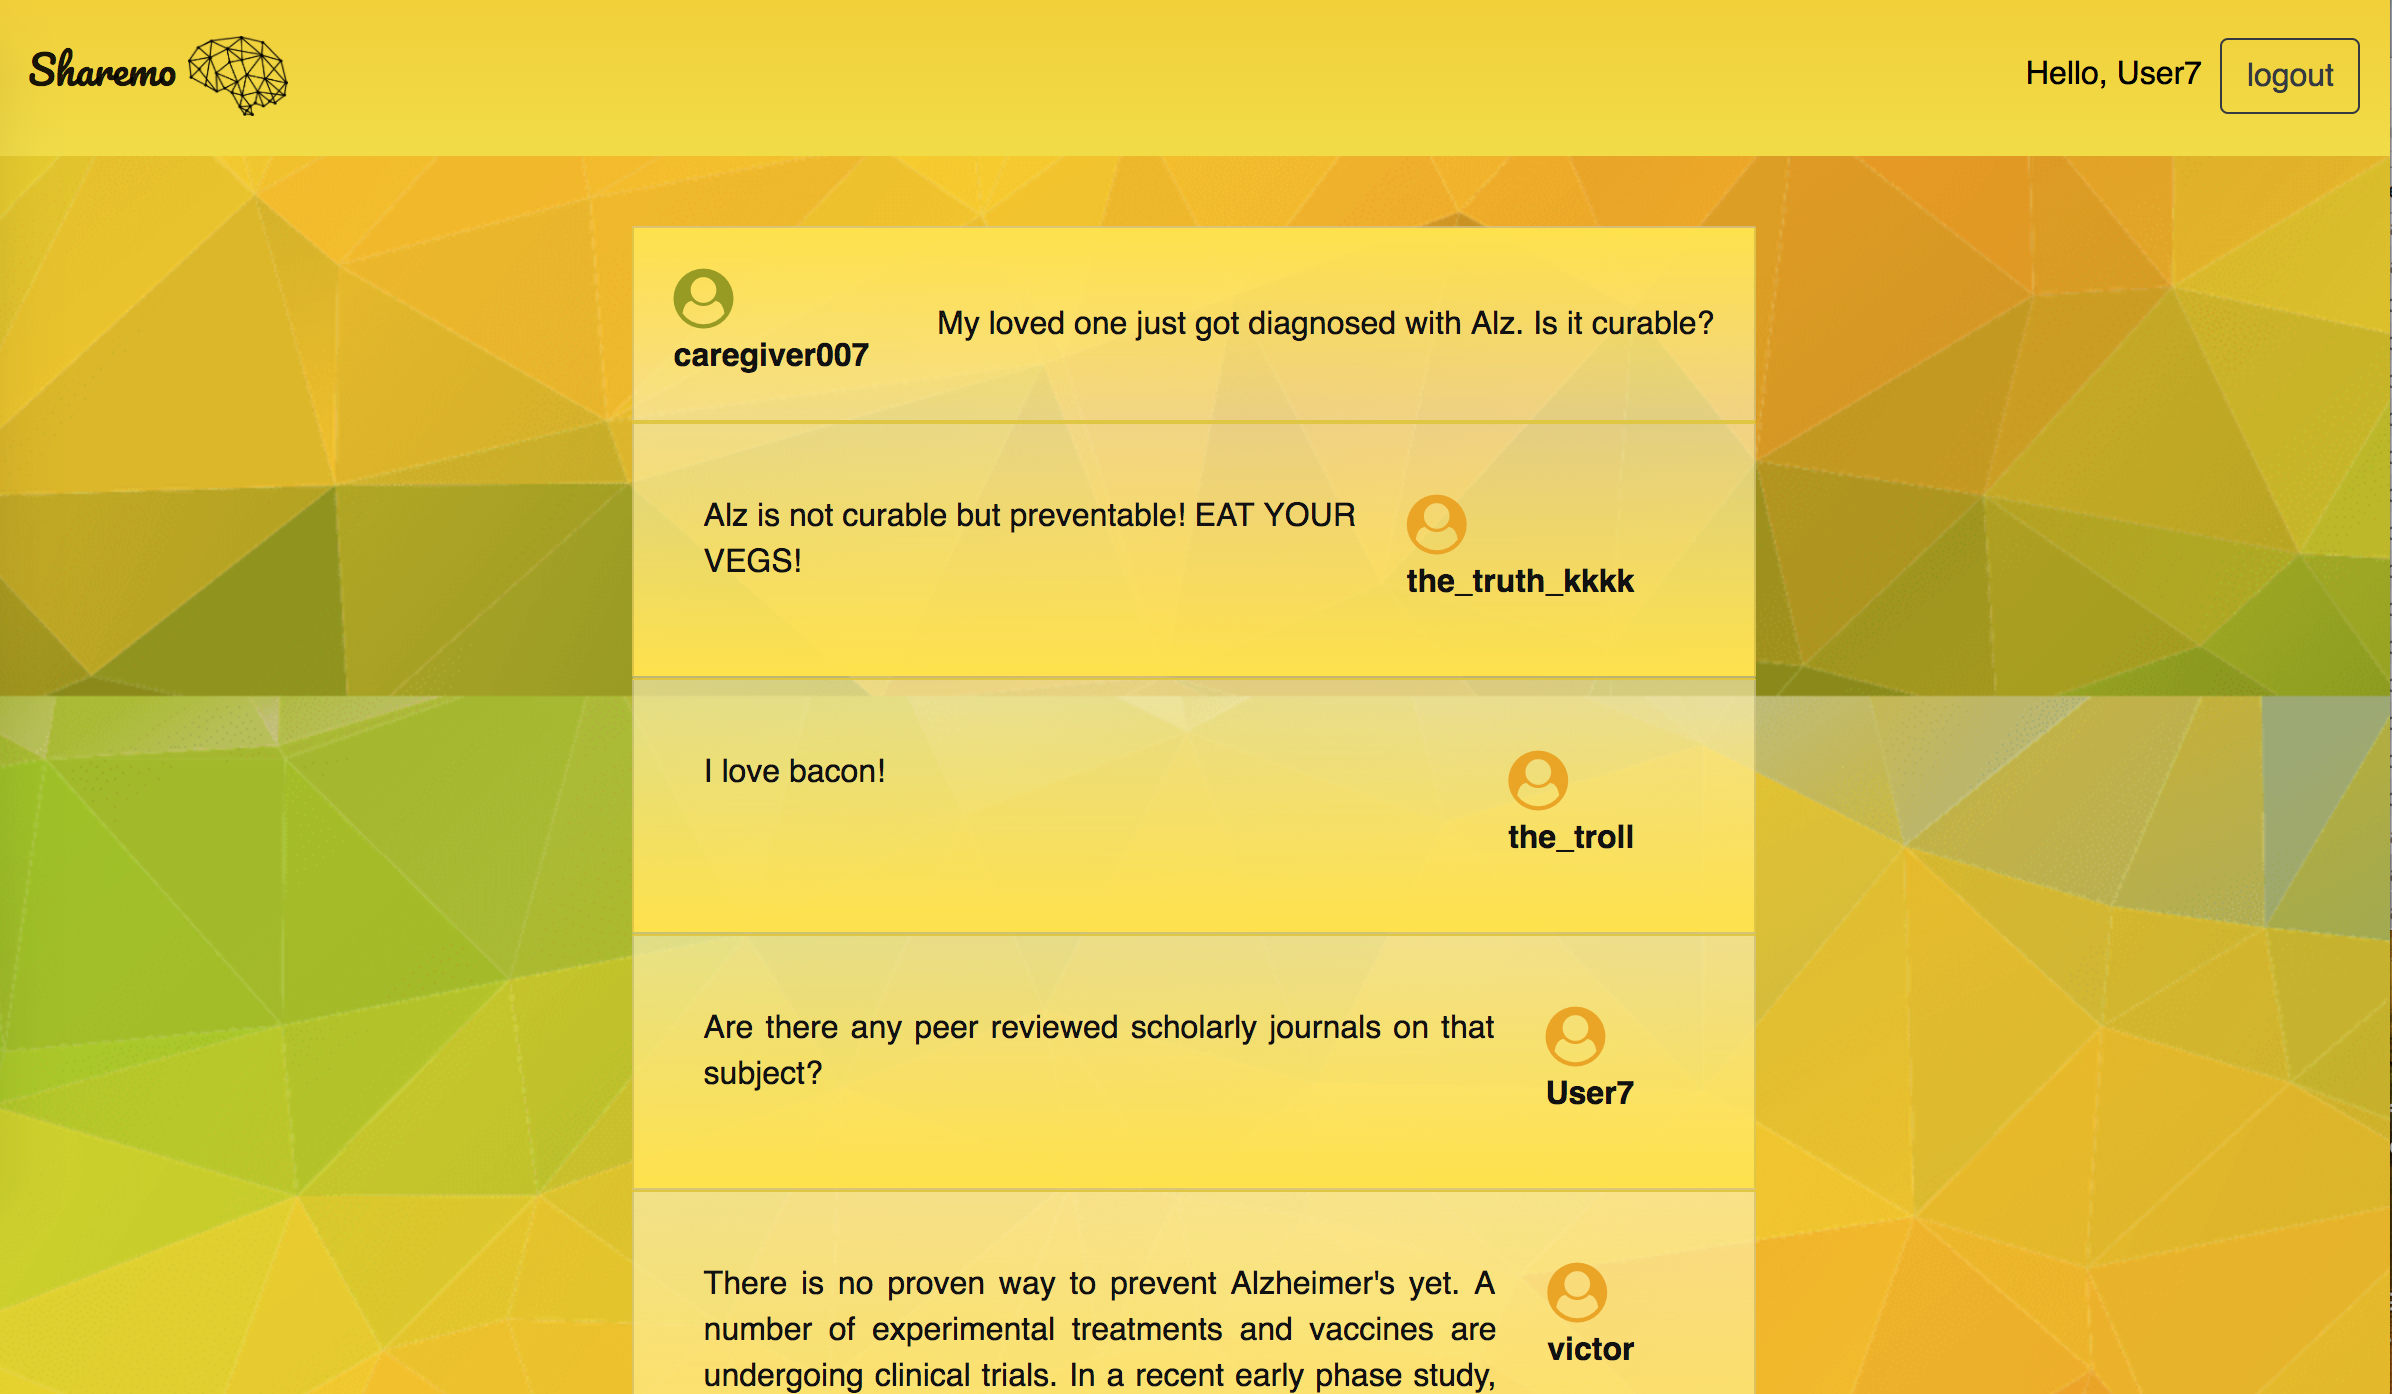 Sharemo
Hello, User7
logout
caregiver007
My loved one just got diagnosed with Alz. Is it curable?
Alz is not curable but preventable! EAT YOUR
VEGS!
the_truth_kkkk
I love bacon!
the_troll
Are there any peer reviewed scholarly journals on that
subject?
User7
There is no proven way to prevent Alzheimer's yet. A
number of experimental treatments and vaccines are
undergoing clinical trials. In a recent early phase study,
victor